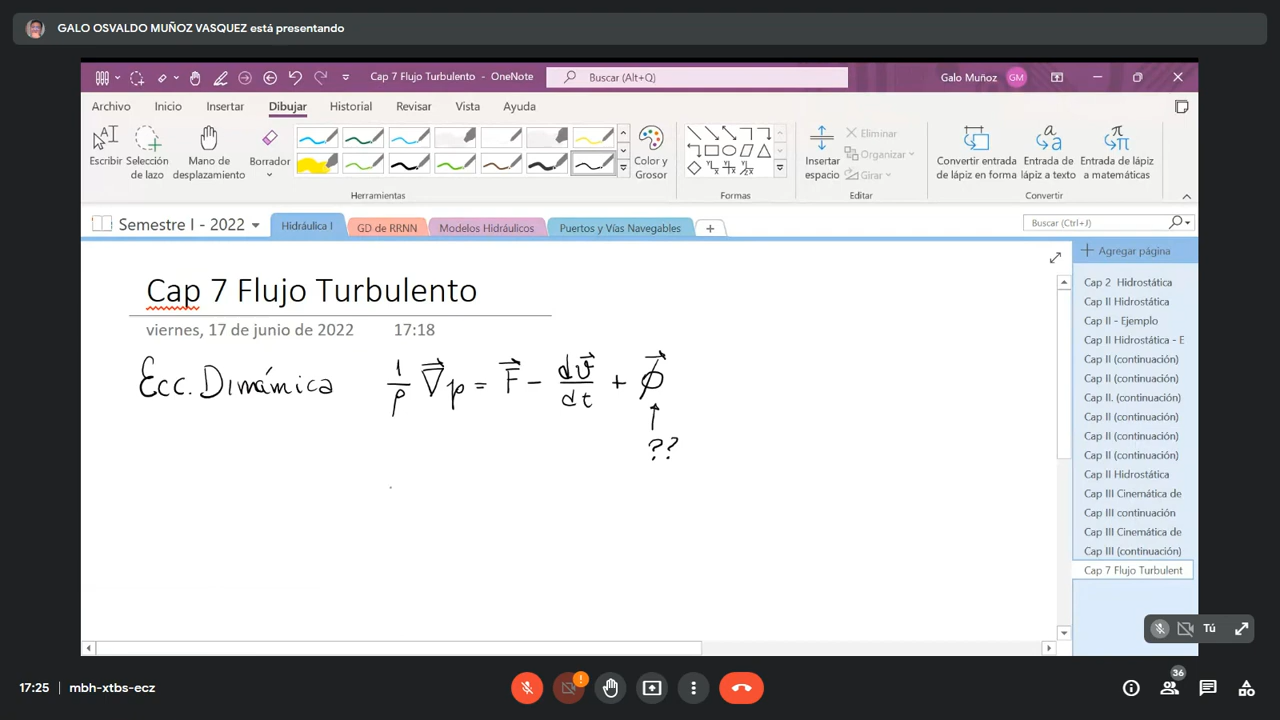 GALO OSVALDO MUÑOZ VASQUEZ está presentando
Cap 7 Flujo Turbulento - OneNote
Buscar (Alt+Q)
Galo Muñoz GM
Archivo Inicio Insertar Dibujar Historial Revisar Vista Ayuda
Escribir Selección de lazo Mano de desplazamiento Borrador
Color y Grosor
Insertar espacio
Eliminar
Organizar
Girar
Convertir entrada de lápiz en forma
Entrada de lápiz a texto
Entrada de lápiz a matemáticas
Herramientas Formas Editar Convertir
Semestre I - 2022 Hidráulica I GD de RRNN Modelos Hidráulicos Puertos y Vías Navegables +
Buscar (Ctrl+J)
Agregar página
Cap 7 Flujo Turbulento
viernes, 17 de junio de 2022 17:18
Ecc. Dinámica 1/ρ ∇⃗p = F⃗ - dv⃗/dt + ϕ⃗
??
Cap 2 Hidrostática
Cap II Hidrostática
Cap II - Ejemplo
Cap II Hidrostática - E
Cap II (continuación)
Cap II (continuación)
Cap II. (continuación)
Cap II (continuación)
Cap II (continuación)
Cap II (continuación)
Cap II Hidrostática
Cap III Cinemática de
Cap III continuación
Cap III Cinemática de
Cap III (continuación)
Cap 7 Flujo Turbulent
Tú
17:25 mbh-xtbs-ecz
36